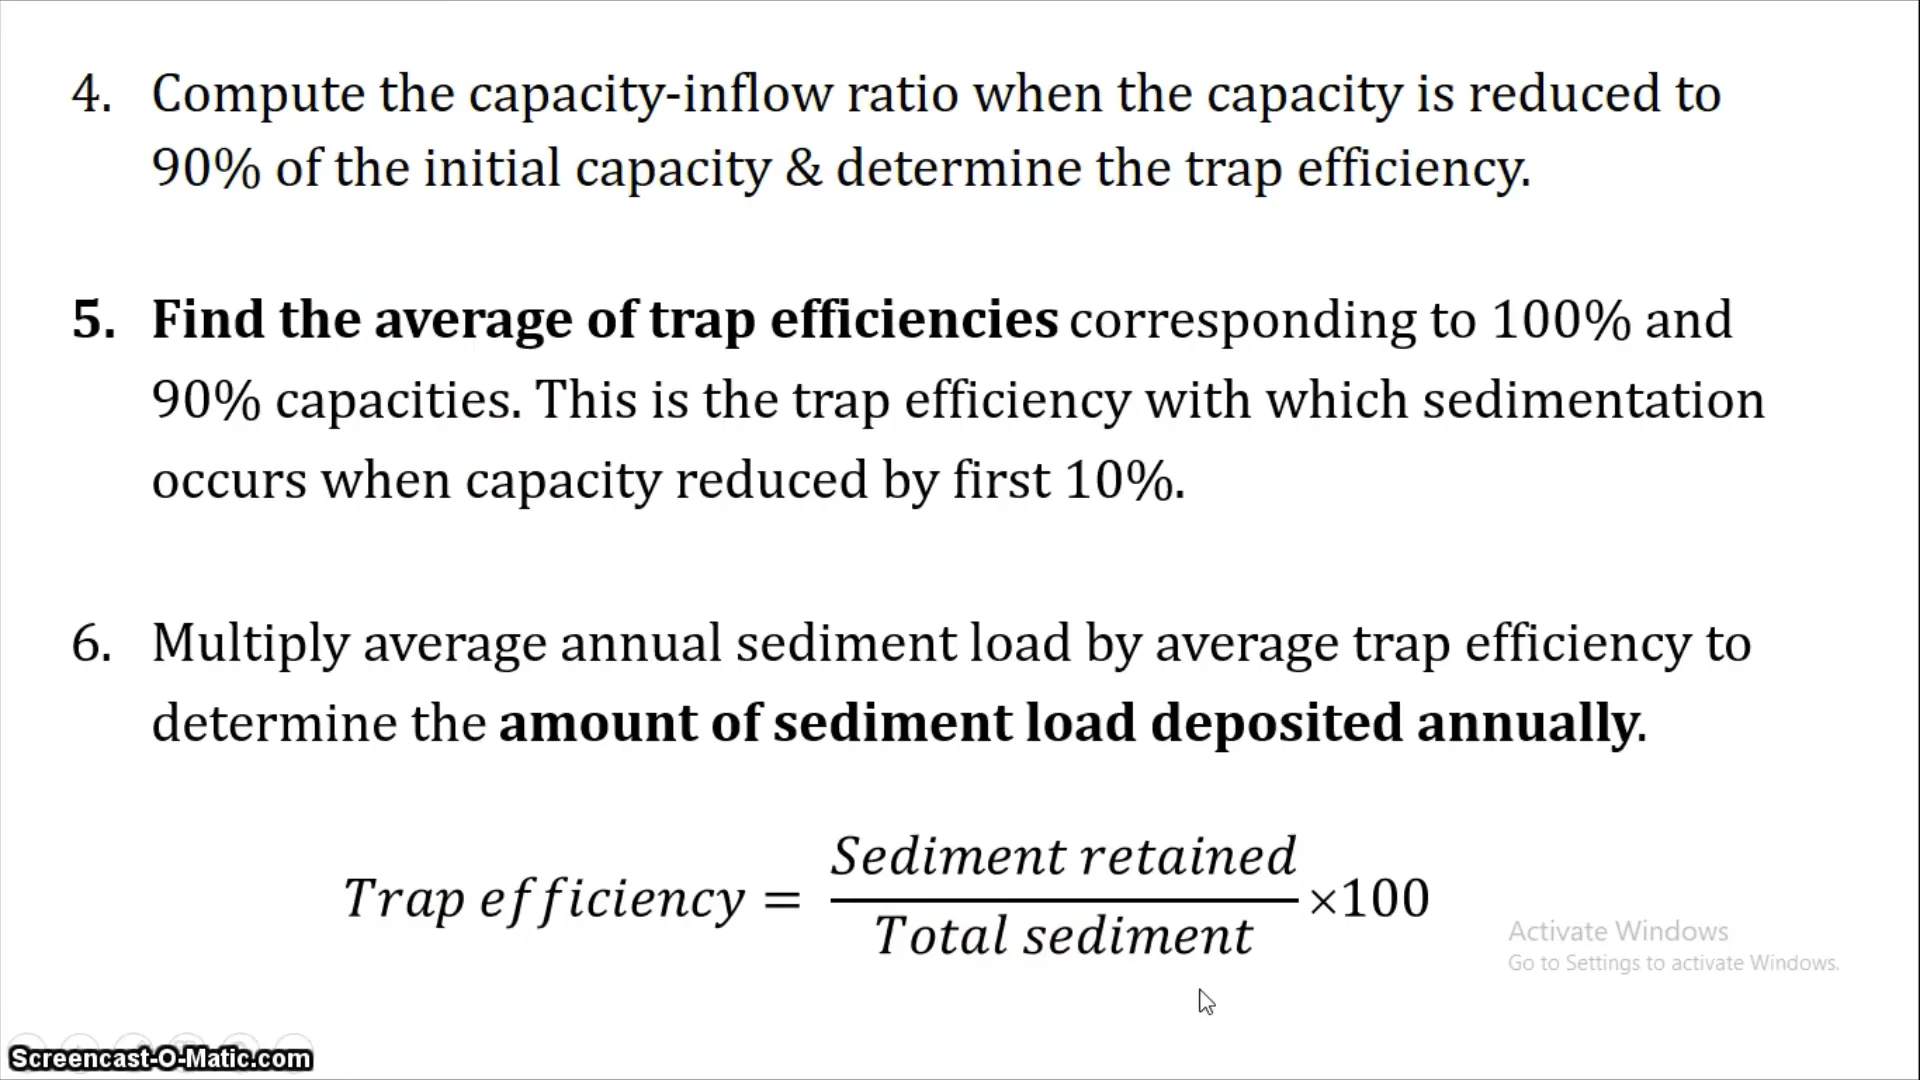 4. Compute the capacity-inflow ratio when the capacity is reduced to
90% of the initial capacity & determine the trap efficiency.
5. Find the average of trap efficiencies corresponding to 100% and
90% capacities. This is the trap efficiency with which sedimentation
occurs when capacity reduced by first 10%.
6. Multiply average annual sediment load by average trap efficiency to
determine the amount of sediment load deposited annually.
Trap efficiency = Sediment retained / Total sediment ×100
Activate Windows
Go to Settings to activate Windows.
Screencast-O-Matic.com